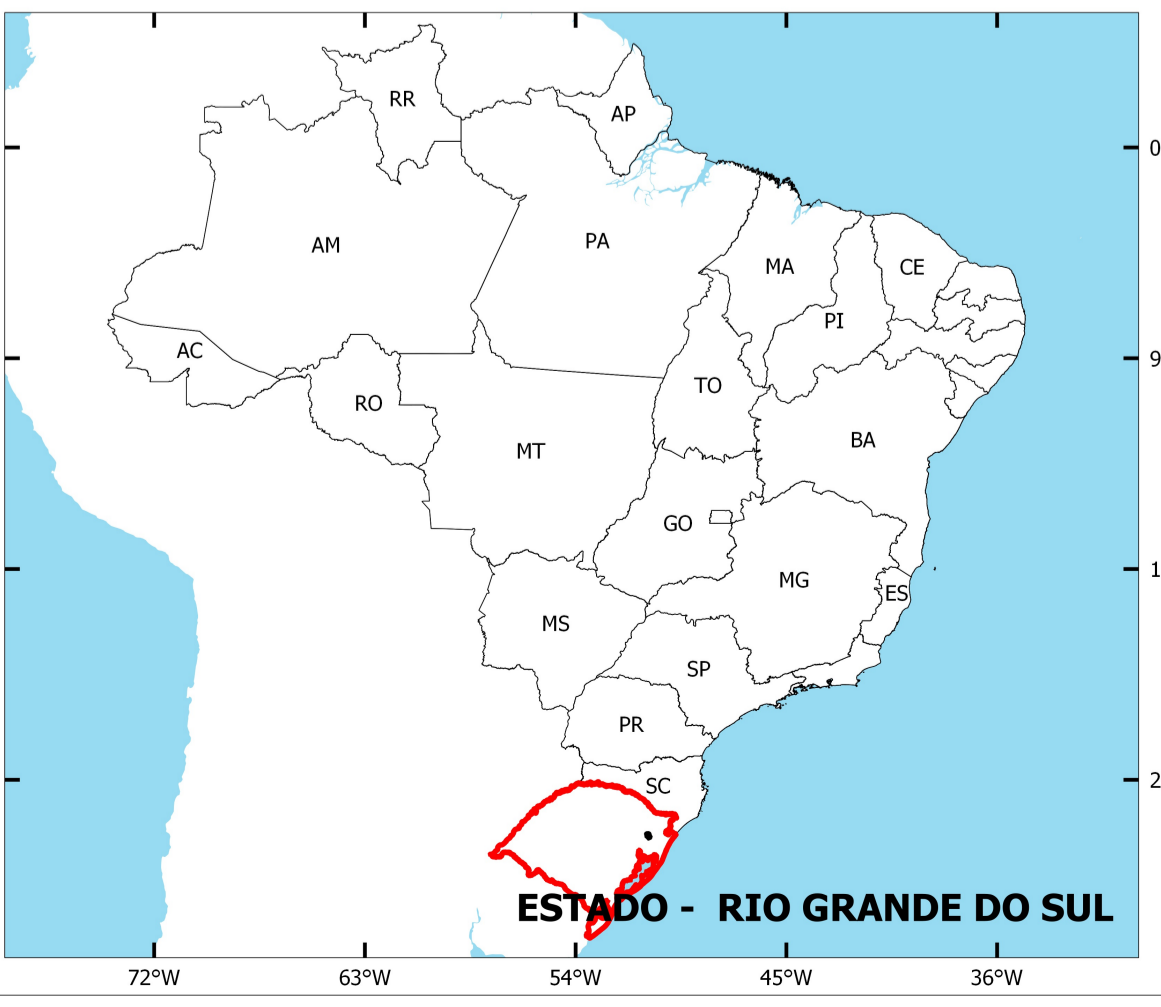 RR
AP
0
AM
PA
MA
CE
PI
AC
9
TO
RO
BA
MT
GO
1
MG
ES
MS
SP
PR
2
SC
ESTADO - RIO GRANDE DO SUL
72°W 63°W 54°W 45°W 36°W